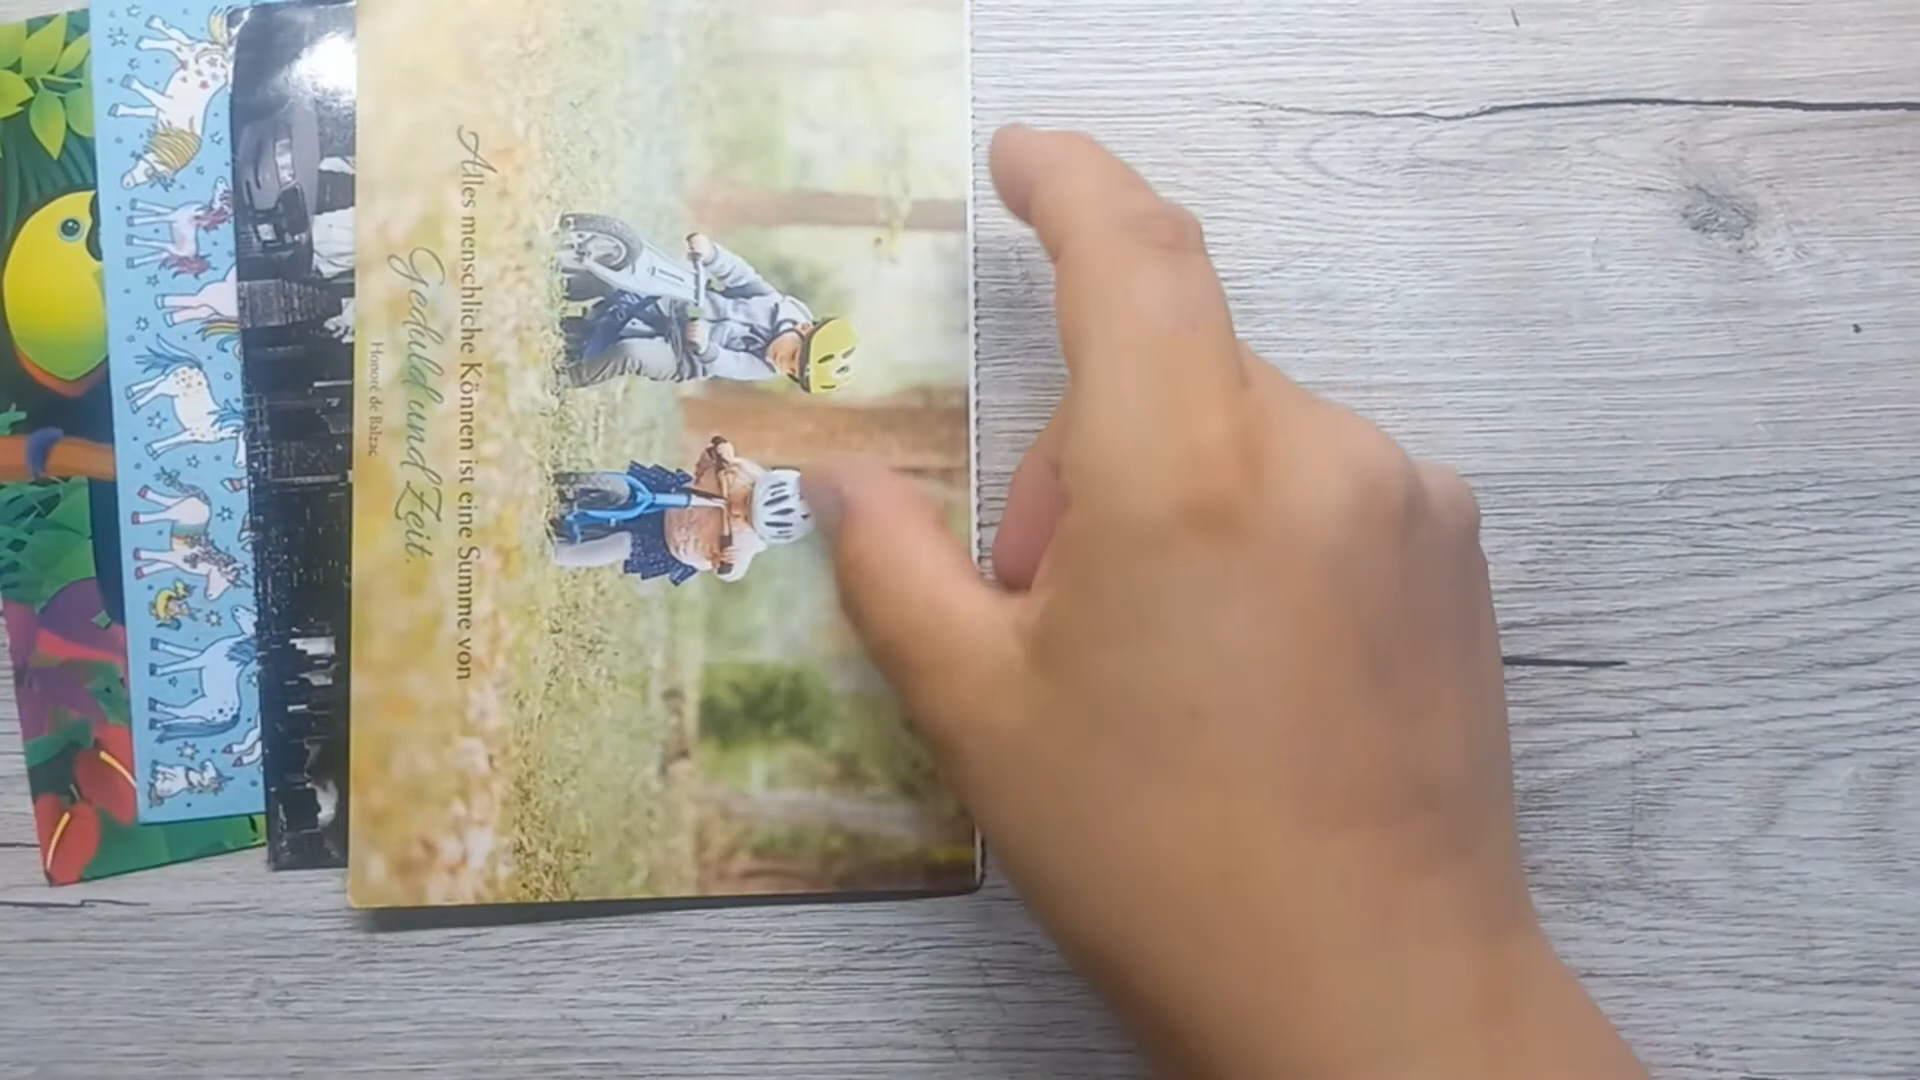 Alles menschliche Können ist eine Summe von
Geduld und Zeit.
Honoré de Balzac